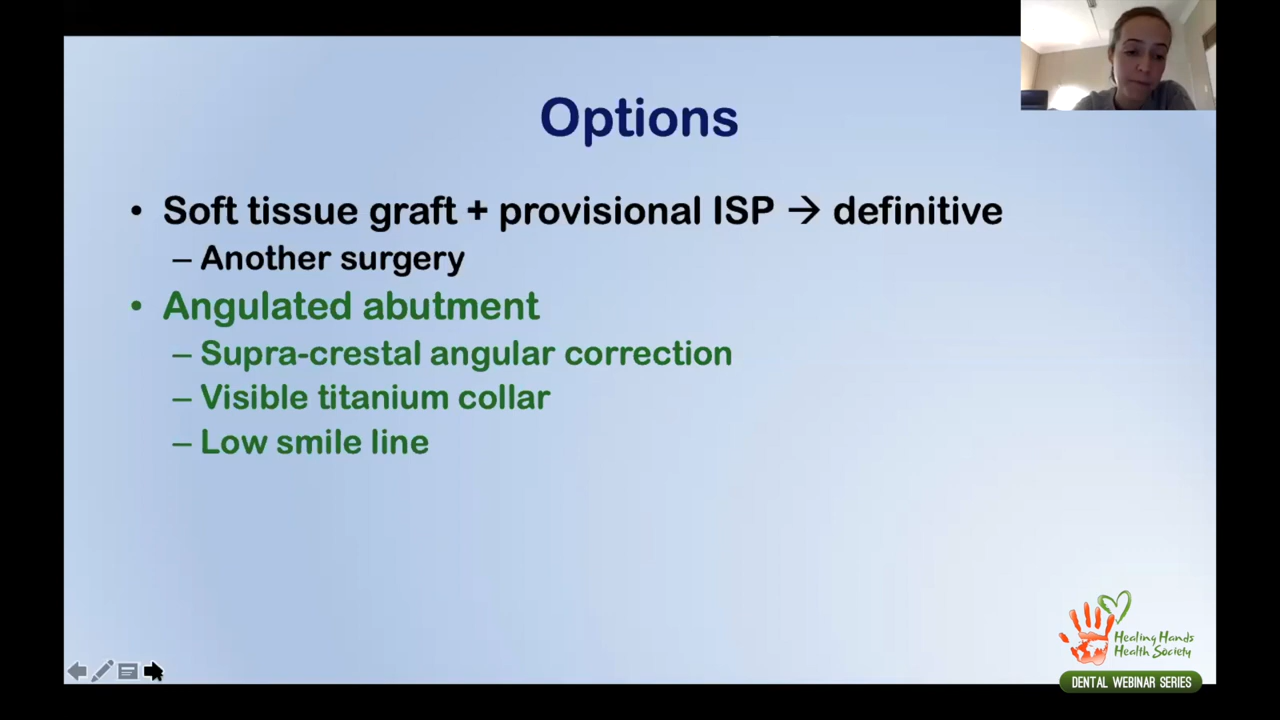 Options
• Soft tissue graft + provisional ISP → definitive
– Another surgery
• Angulated abutment
– Supra-crestal angular correction
– Visible titanium collar
– Low smile line
Healing Hands
Health Society
DENTAL WEBINAR SERIES